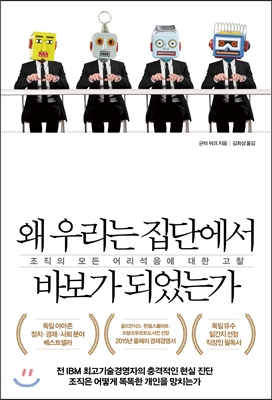 군터 뒤크 지음 | 김희상 옮김
왜 우리는 집단에서
조직의 모든 어리석음에 대한 고찰
바보가 되었는가
독일 아마존
정치·경제·사회 분야
베스트셀러
골드만삭스·한델스블라트·
프랑크푸르트도서전 선정
2015년 올해의 경제경영서
독일 유수
일간지 선정
직장인 필독서
전 IBM 최고기술경영자의 충격적인 현실 진단
조직은 어떻게 똑똑한 개인을 망치는가